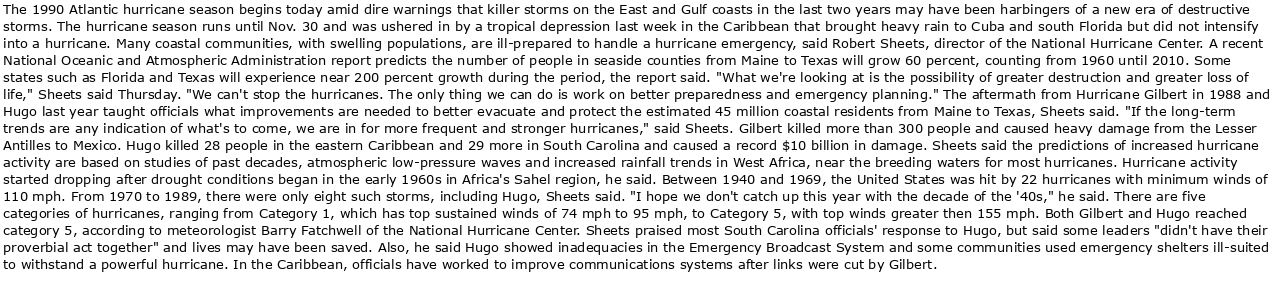 The 1990 Atlantic hurricane season begins today amid dire warnings that killer storms on the East and Gulf coasts in the last two years may have been harbingers of a new era of destructive
storms. The hurricane season runs until Nov. 30 and was ushered in by a tropical depression last week in the Caribbean that brought heavy rain to Cuba and south Florida but did not intensify
into a hurricane. Many coastal communities, with swelling populations, are ill-prepared to handle a hurricane emergency, said Robert Sheets, director of the National Hurricane Center. A recent
National Oceanic and Atmospheric Administration report predicts the number of people in seaside counties from Maine to Texas will grow 60 percent, counting from 1960 until 2010. Some
states such as Florida and Texas will experience near 200 percent growth during the period, the report said. "What we're looking at is the possibility of greater destruction and greater loss of
life," Sheets said Thursday. "We can't stop the hurricanes. The only thing we can do is work on better preparedness and emergency planning." The aftermath from Hurricane Gilbert in 1988 and
Hugo last year taught officials what improvements are needed to better evacuate and protect the estimated 45 million coastal residents from Maine to Texas, Sheets said. "If the long-term
trends are any indication of what's to come, we are in for more frequent and stronger hurricanes," said Sheets. Gilbert killed more than 300 people and caused heavy damage from the Lesser
Antilles to Mexico. Hugo killed 28 people in the eastern Caribbean and 29 more in South Carolina and caused a record $10 billion in damage. Sheets said the predictions of increased hurricane
activity are based on studies of past decades, atmospheric low-pressure waves and increased rainfall trends in West Africa, near the breeding waters for most hurricanes. Hurricane activity
started dropping after drought conditions began in the early 1960s in Africa's Sahel region, he said. Between 1940 and 1969, the United States was hit by 22 hurricanes with minimum winds of
110 mph. From 1970 to 1989, there were only eight such storms, including Hugo, Sheets said. "I hope we don't catch up this year with the decade of the '40s," he said. There are five
categories of hurricanes, ranging from Category 1, which has top sustained winds of 74 mph to 95 mph, to Category 5, with top winds greater then 155 mph. Both Gilbert and Hugo reached
category 5, according to meteorologist Barry Fatchwell of the National Hurricane Center. Sheets praised most South Carolina officials' response to Hugo, but said some leaders "didn't have their
proverbial act together" and lives may have been saved. Also, he said Hugo showed inadequacies in the Emergency Broadcast System and some communities used emergency shelters ill-suited
to withstand a powerful hurricane. In the Caribbean, officials have worked to improve communications systems after links were cut by Gilbert.